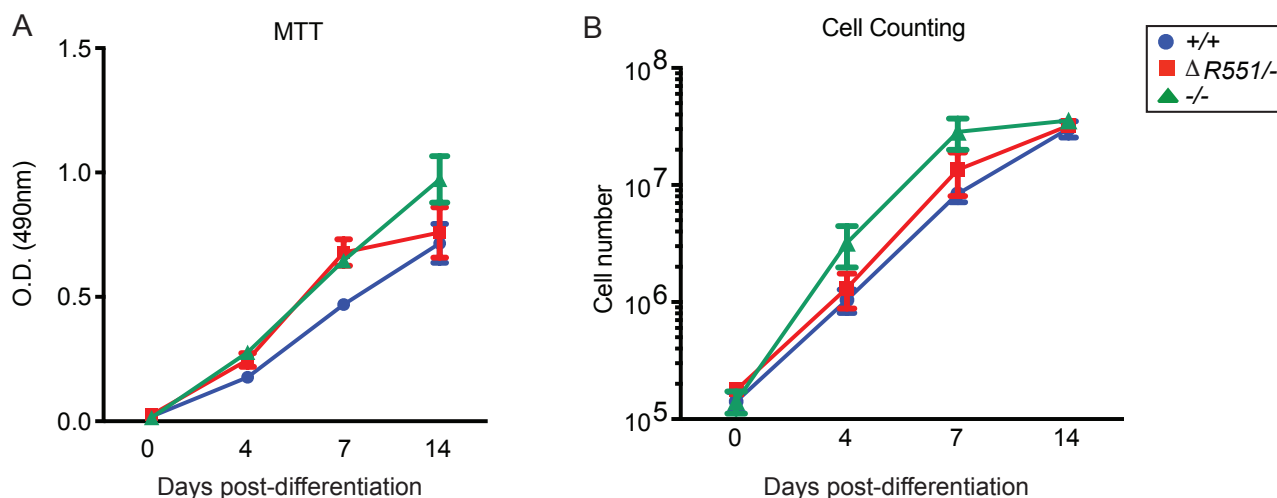 A
MTT
1.5
1.0
0.5
0.0
O.D. (490nm)
0 4 7 14
Days post-differentiation
B
Cell Counting
10^8
10^7
10^6
10^5
Cell number
0 4 7 14
Days post-differentiation
+/+
Δ R551/-
-/-